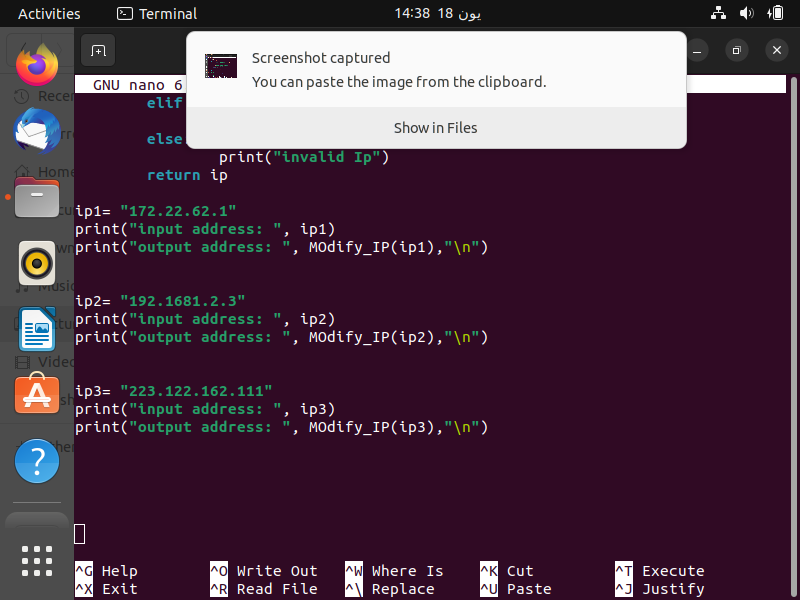 Activities
Terminal
14:38 18 يون
Screenshot captured
You can paste the image from the clipboard.
Show in Files
GNU nano 6
elif
else
print("invalid Ip")
return ip
ip1= "172.22.62.1"
print("input address: ", ip1)
print("output address: ", MOdify_IP(ip1),"\n")
ip2= "192.1681.2.3"
print("input address: ", ip2)
print("output address: ", MOdify_IP(ip2),"\n")
ip3= "223.122.162.111"
print("input address: ", ip3)
print("output address: ", MOdify_IP(ip3),"\n")
^G Help ^O Write Out ^W Where Is ^K Cut ^T Execute
^X Exit ^R Read File ^\ Replace ^U Paste ^J Justify
Recen
Home
Music
Video